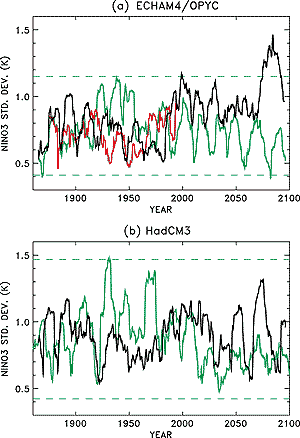 (a) ECHAM4/OPYC
1.5
1.0
0.5
NINO3 STD. DEV. (K)
1900 1950 2000 2050 2100
YEAR
(b) HadCM3
1.5
1.0
0.5
NINO3 STD. DEV. (K)
1900 1950 2000 2050 2100
YEAR